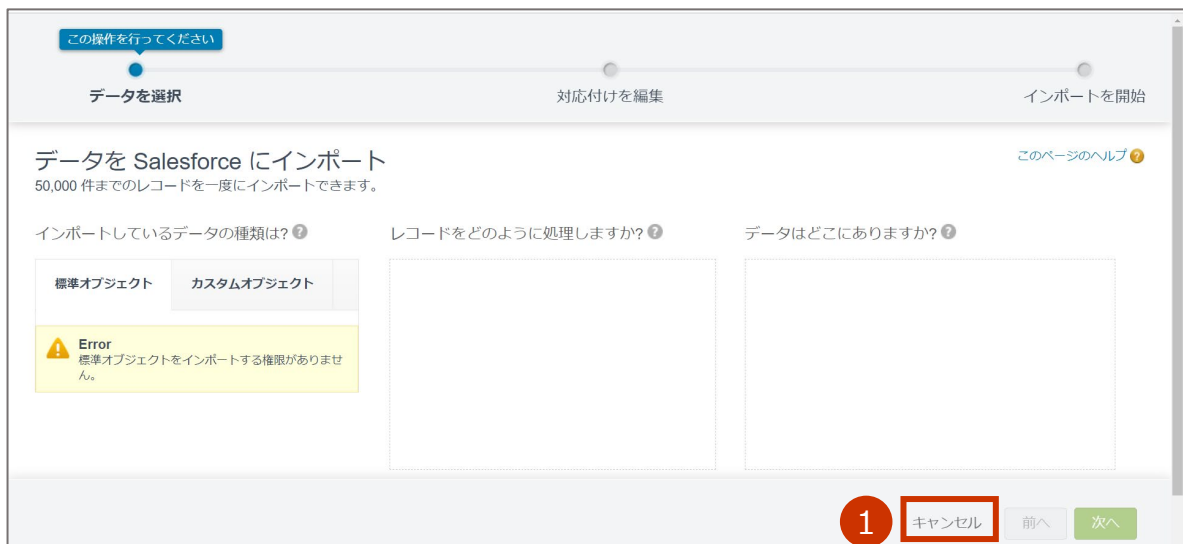 この操作を行ってください
データを選択
対応付けを編集
インポートを開始
データを Salesforce にインポート
このページのヘルプ ?
50,000 件までのレコードを一度にインポートできます。
インポートしているデータの種類は? ?
レコードをどのように処理しますか? ?
データはどこにありますか? ?
標準オブジェクト
カスタムオブジェクト
Error
標準オブジェクトをインポートする権限がありませ
ん。
1
キャンセル
前へ
次へ